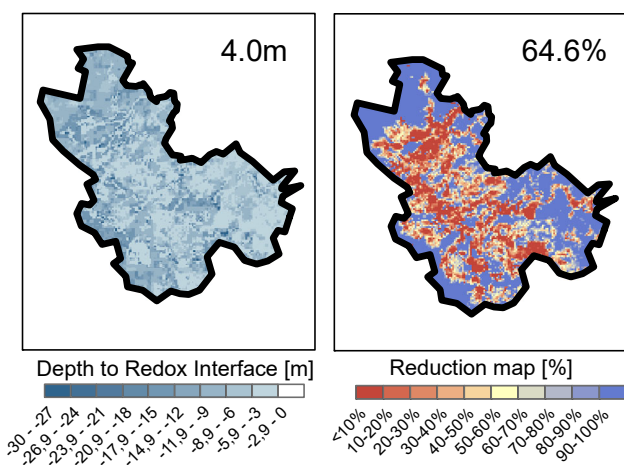 4.0m
64.6%
Depth to Redox Interface [m]
-30 - -27
-26,9 - -24
-23,9 - -21
-20,9 - -18
-17,9 - -15
-14,9 - -12
-11,9 - -9
-8,9 - -6
-5,9 - -3
-2,9 - 0
Reduction map [%]
<10%
10-20%
20-30%
30-40%
40-50%
50-60%
60-70%
70-80%
80-90%
90-100%